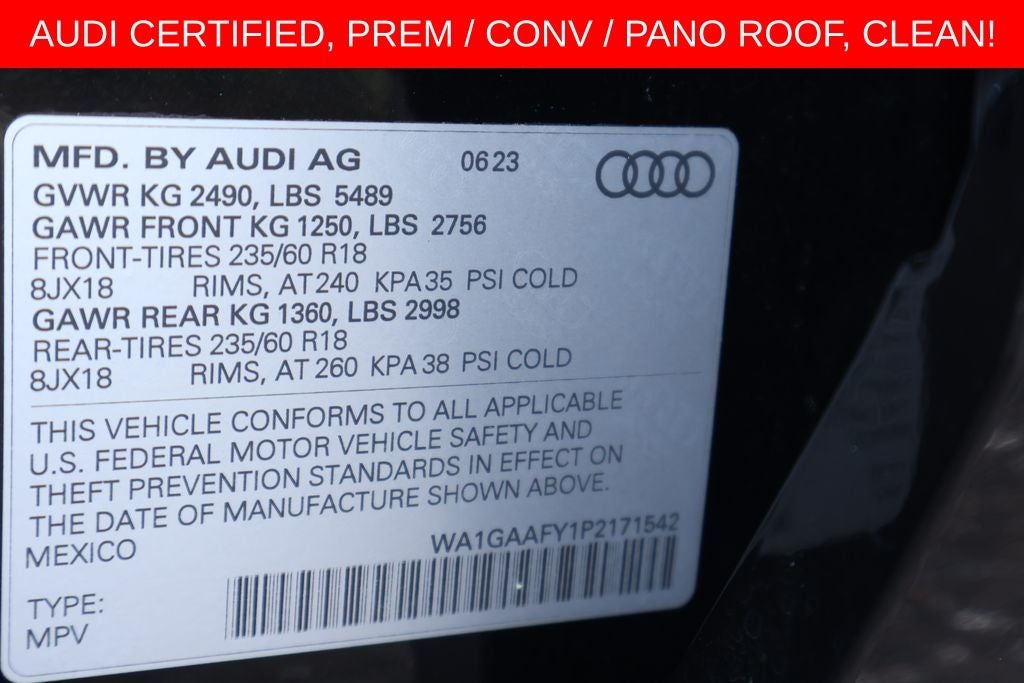 AUDI CERTIFIED, PREM / CONV / PANO ROOF, CLEAN!
MFD. BY AUDI AG 0623
GVWR KG 2490, LBS 5489
GAWR FRONT KG 1250, LBS 2756
FRONT-TIRES 235/60 R18
8JX18 RIMS, AT 240 KPA 35 PSI COLD
GAWR REAR KG 1360, LBS 2998
REAR-TIRES 235/60 R18
8JX18 RIMS, AT 260 KPA 38 PSI COLD
THIS VEHICLE CONFORMS TO ALL APPLICABLE
U.S. FEDERAL MOTOR VEHICLE SAFETY AND
THEFT PREVENTION STANDARDS IN EFFECT ON
THE DATE OF MANUFACTURE SHOWN ABOVE.
MEXICO WA1GAAFY1P2171542
TYPE:
MPV